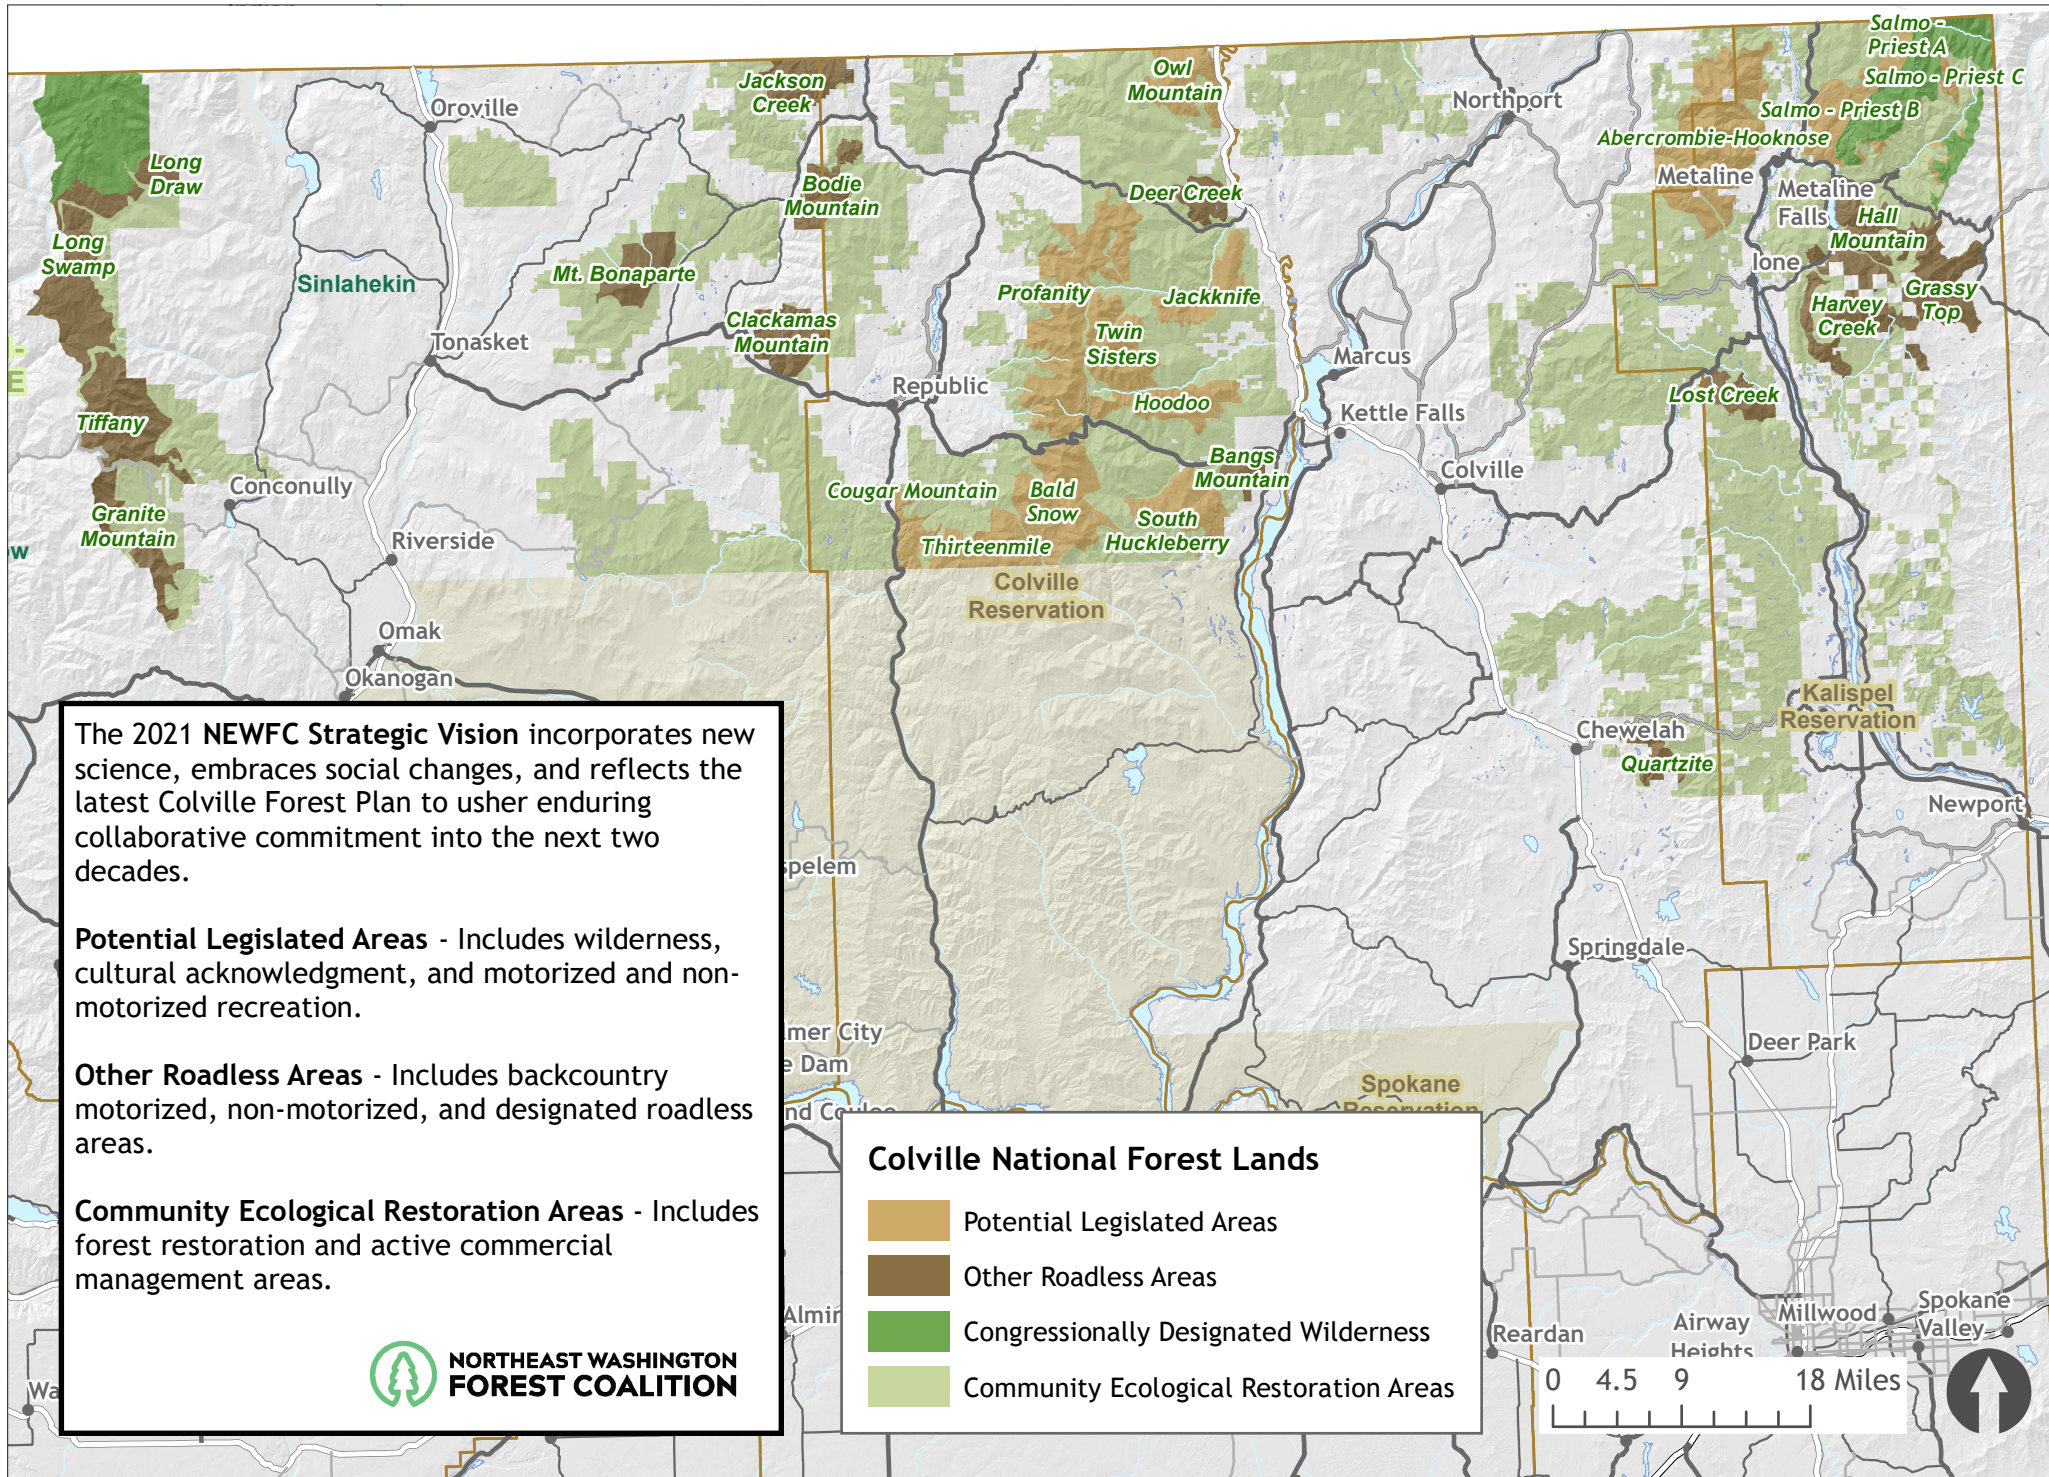 Salmo -
Priest A
Salmo - Priest C
Salmo - Priest B
Abercrombie-Hooknose
Owl
Mountain
Jackson
Creek
Northport
Oroville
Long
Draw
Metaline
Metaline
Falls
Bodie
Mountain
Deer Creek
Hall
Mountain
Long
Swamp
Sinlahekin
Mt. Bonaparte
Profanity
Jackknife
Ione
Harvey
Creek
Grassy
Top
Clackamas
Mountain
Twin
Sisters
Tonasket
Marcus
E
Republic
Hoodoo
Lost Creek
Kettle Falls
Tiffany
Bangs
Mountain
Colville
Conconully
Cougar Mountain
Bald
Snow
Granite
Mountain
South
Huckleberry
Riverside
Thirteenmile
w
Colville
Reservation
Omak
Okanogan
Kalispel
Reservation
Chewelah
Quartzite
Newport
spelem
Springdale
lmer City
e Dam
Deer Park
nd Coulee
Spokane
Reservation
The 2021 NEWFC Strategic Vision incorporates new
science, embraces social changes, and reflects the
latest Colville Forest Plan to usher enduring
collaborative commitment into the next two
decades.
Potential Legislated Areas - Includes wilderness,
cultural acknowledgment, and motorized and non-
motorized recreation.
Other Roadless Areas - Includes backcountry
motorized, non-motorized, and designated roadless
areas.
Community Ecological Restoration Areas - Includes
forest restoration and active commercial
management areas.
NORTHEAST WASHINGTON
FOREST COALITION
Wa
Almir
Colville National Forest Lands
Potential Legislated Areas
Other Roadless Areas
Congressionally Designated Wilderness
Community Ecological Restoration Areas
Reardan
Airway
Heights
Millwood
Spokane
Valley
0 4.5 9 18 Miles